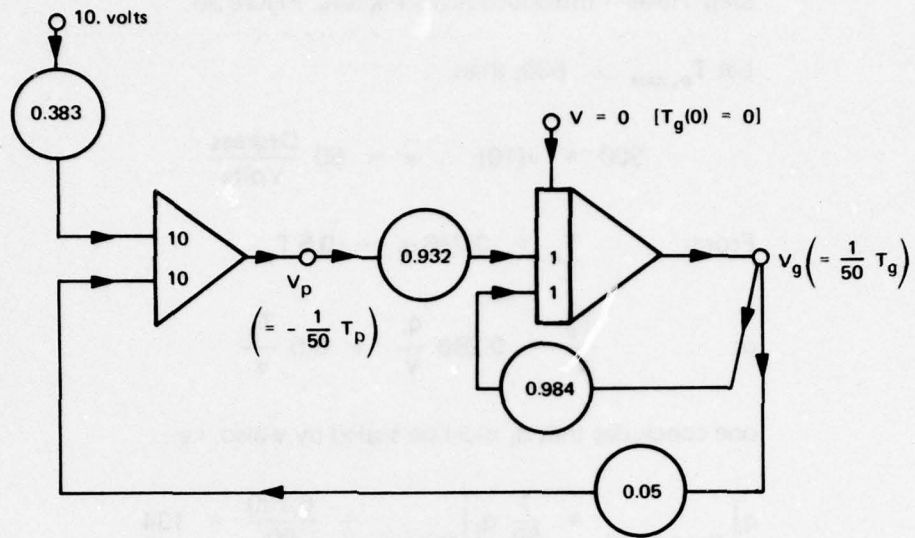 10. volts
0.383
V = 0 [T_g(0) = 0]
10
10
V_p
(= - 1/50 T_p)
0.932
1
1
V_g (= 1/50 T_g)
0.984
0.05